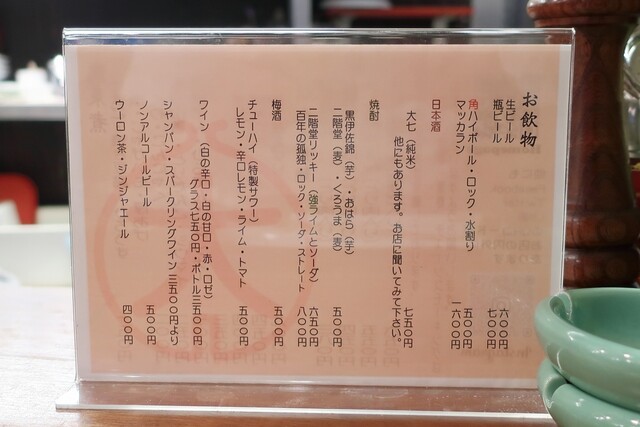 お飲物
生ビール 六〇〇円
瓶ビール 七〇〇円
角ハイボール・ロック・水割り 五〇〇円
マッカラン 一六〇〇円
日本酒
大七（純米） 七五〇円
他にもあります。お店に聞いてみて下さい。
焼酎
黒伊佐錦（芋）・おはら（芋）
二階堂（麦）・くろうま（麦） 五〇〇円
二階堂リッキー（強ライムとソーダ） 六五〇円
百年の孤独・ロック・ソーダ・ストレート 八〇〇円
梅酒 五〇〇円
チューハイ（特製サワー）
レモン・辛口レモン・ライム・トマト 五〇〇円
ワイン（白の辛口・白の甘口・赤・ロゼ）
グラス七五〇円・ボトル三五〇〇円
シャンパン・スパークリングワイン 三五〇〇円より
ノンアルコールビール 五〇〇円
ウーロン茶・ジンジャエール 四〇〇円